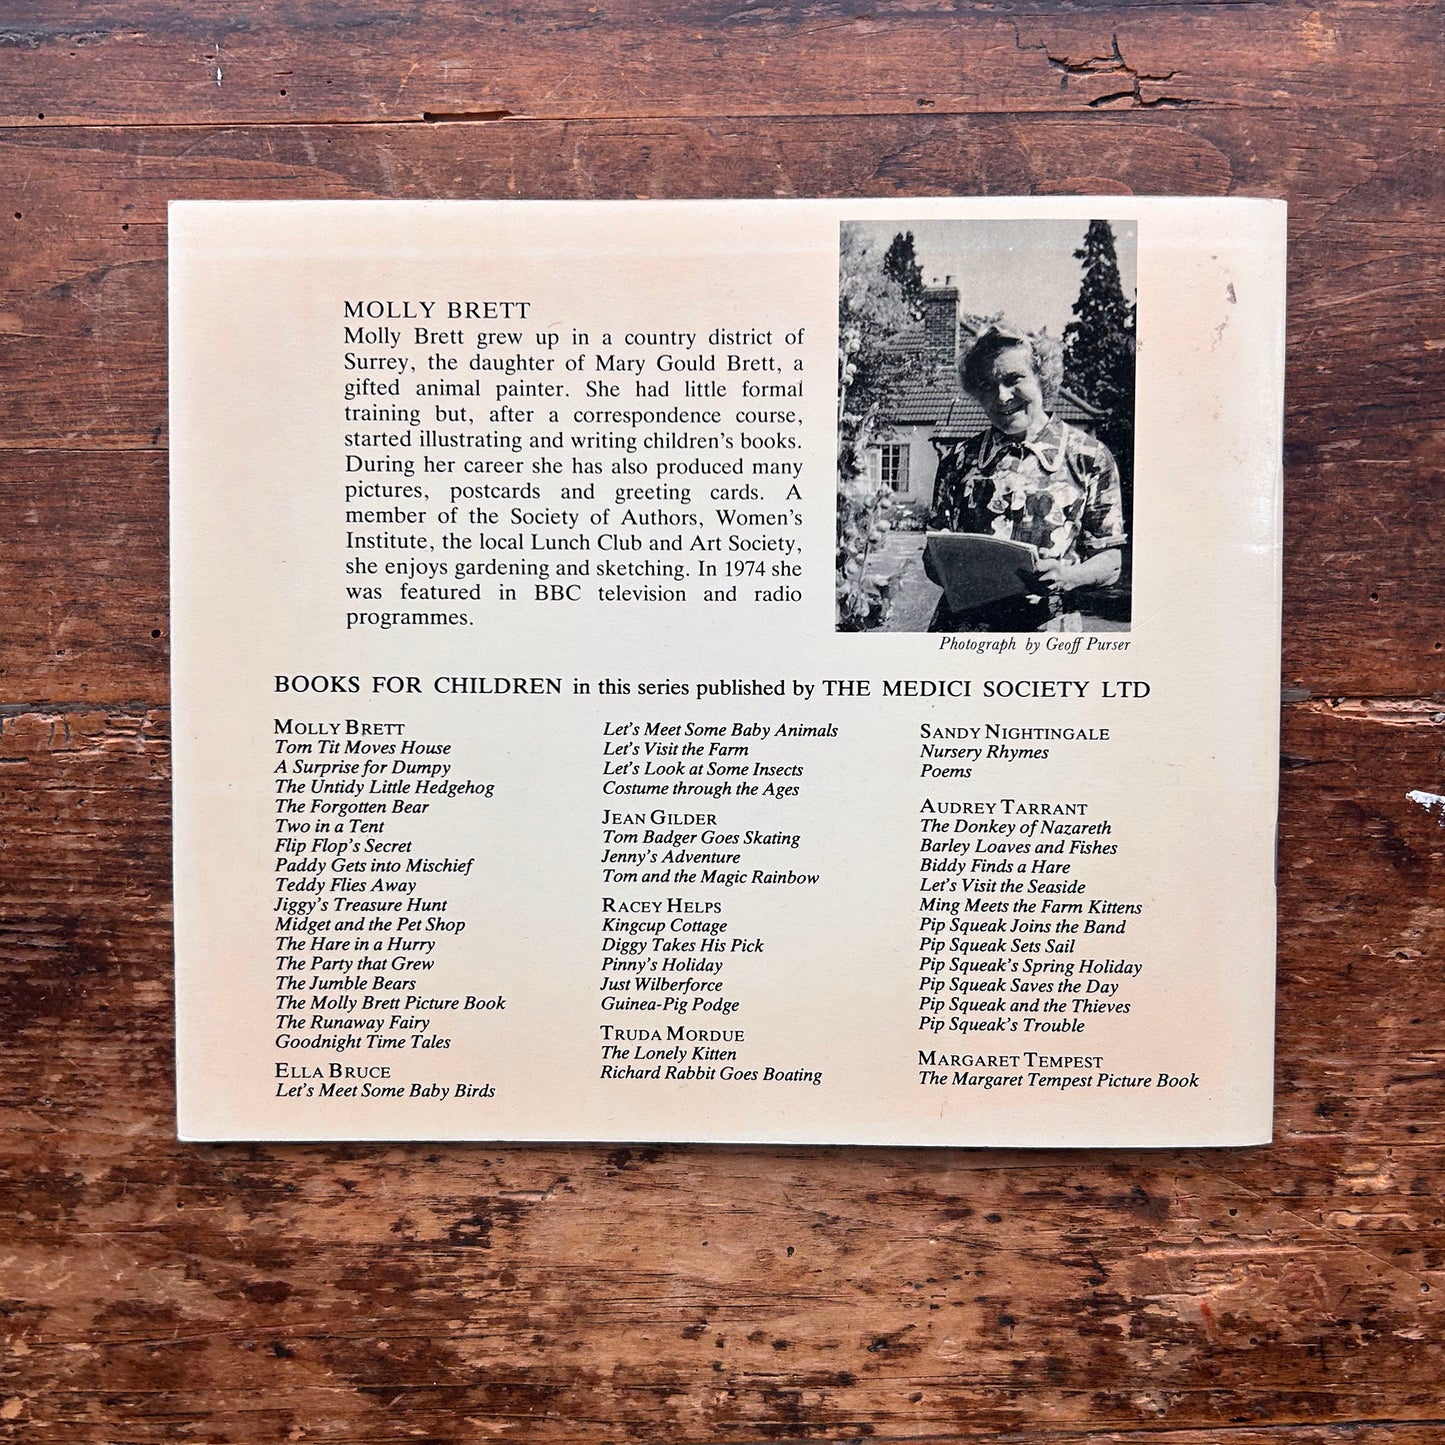 MOLLY BRETT
Molly Brett grew up in a country district of
Surrey, the daughter of Mary Gould Brett, a
gifted animal painter. She had little formal
training but, after a correspondence course,
started illustrating and writing children's books.
During her career she has also produced many
pictures, postcards and greeting cards. A
member of the Society of Authors, Women's
Institute, the local Lunch Club and Art Society,
she enjoys gardening and sketching. In 1974 she
was featured in BBC television and radio
programmes.
Photograph by Geoff Purser
BOOKS FOR CHILDREN in this series published by THE MEDICI SOCIETY LTD
MOLLY BRETT
Tom Tit Moves House
A Surprise for Dumpy
The Untidy Little Hedgehog
The Forgotten Bear
Two in a Tent
Flip Flop's Secret
Paddy Gets into Mischief
Teddy Flies Away
Jiggy's Treasure Hunt
Midget and the Pet Shop
The Hare in a Hurry
The Party that Grew
The Jumble Bears
The Molly Brett Picture Book
The Runaway Fairy
Goodnight Time Tales
ELLA BRUCE
Let's Meet Some Baby Birds
Let's Meet Some Baby Animals
Let's Visit the Farm
Let's Look at Some Insects
Costume through the Ages
JEAN GILDER
Tom Badger Goes Skating
Jenny's Adventure
Tom and the Magic Rainbow
RACEY HELPS
Kingcup Cottage
Diggy Takes His Pick
Pinny's Holiday
Just Wilberforce
Guinea-Pig Podge
TRUDA MORDUE
The Lonely Kitten
Richard Rabbit Goes Boating
SANDY NIGHTINGALE
Nursery Rhymes
Poems
AUDREY TARRANT
The Donkey of Nazareth
Barley Loaves and Fishes
Biddy Finds a Hare
Let's Visit the Seaside
Ming Meets the Farm Kittens
Pip Squeak Joins the Band
Pip Squeak Sets Sail
Pip Squeak's Spring Holiday
Pip Squeak Saves the Day
Pip Squeak and the Thieves
Pip Squeak's Trouble
MARGARET TEMPEST
The Margaret Tempest Picture Book